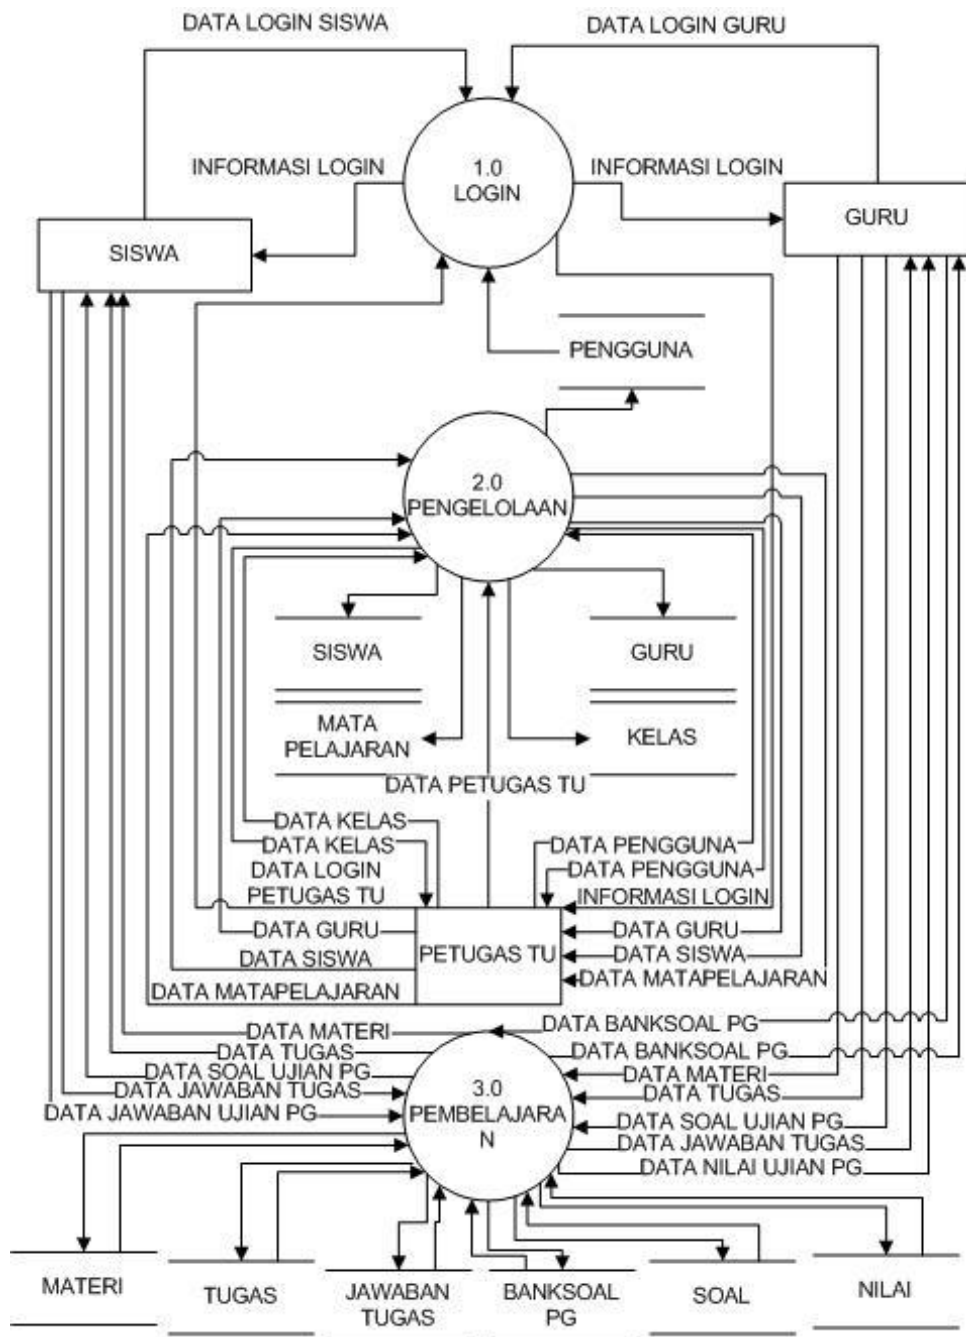 DATA LOGIN SISWA
DATA LOGIN GURU
1.0
LOGIN
INFORMASI LOGIN
INFORMASI LOGIN
SISWA
GURU
PENGGUNA
2.0
PENGELOLAAN
SISWA
GURU
MATA
PELAJARAN
KELAS
DATA PETUGAS TU
DATA KELAS
DATA KELAS
DATA LOGIN
PETUGAS TU
DATA PENGGUNA
DATA PENGGUNA
INFORMASI LOGIN
DATA GURU
DATA SISWA
DATA MATAPELAJARAN
PETUGAS TU
DATA GURU
DATA SISWA
DATA MATAPELAJARAN
DATA MATERI
DATA TUGAS
DATA SOAL UJIAN PG
DATA JAWABAN TUGAS
DATA JAWABAN UJIAN PG
3.0
PEMBELAJARA
N
DATA BANKSOAL PG
DATA BANKSOAL PG
DATA MATERI
DATA TUGAS
DATA SOAL UJIAN PG
DATA JAWABAN TUGAS
DATA NILAI UJIAN PG
MATERI
TUGAS
JAWABAN
TUGAS
BANKSOAL
PG
SOAL
NILAI